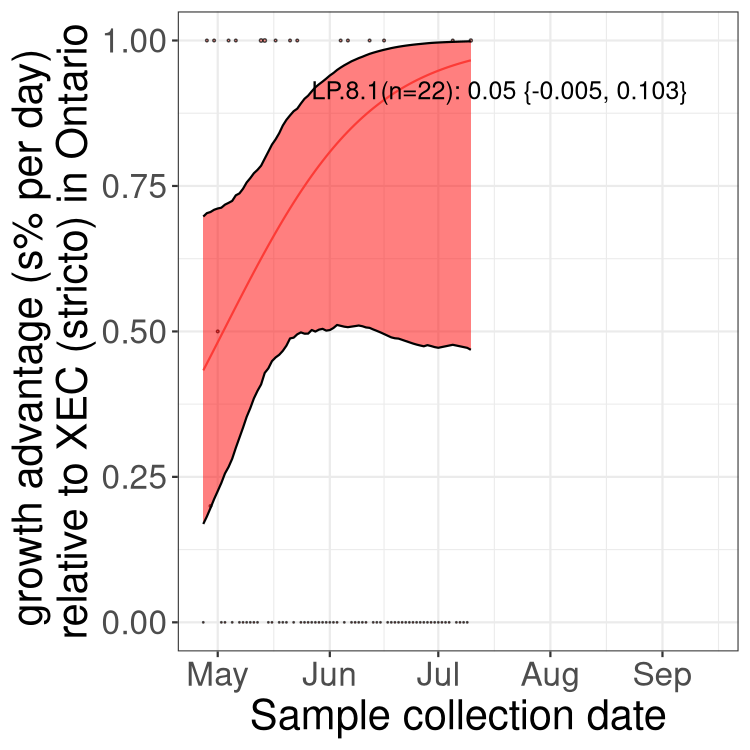 growth advantage (s% per day)
relative to XEC (stricto) in Ontario
1.00
0.75
0.50
0.25
0.00
LP.8.1(n=22): 0.05 {-0.005, 0.103}
May Jun Jul Aug Sep
Sample collection date